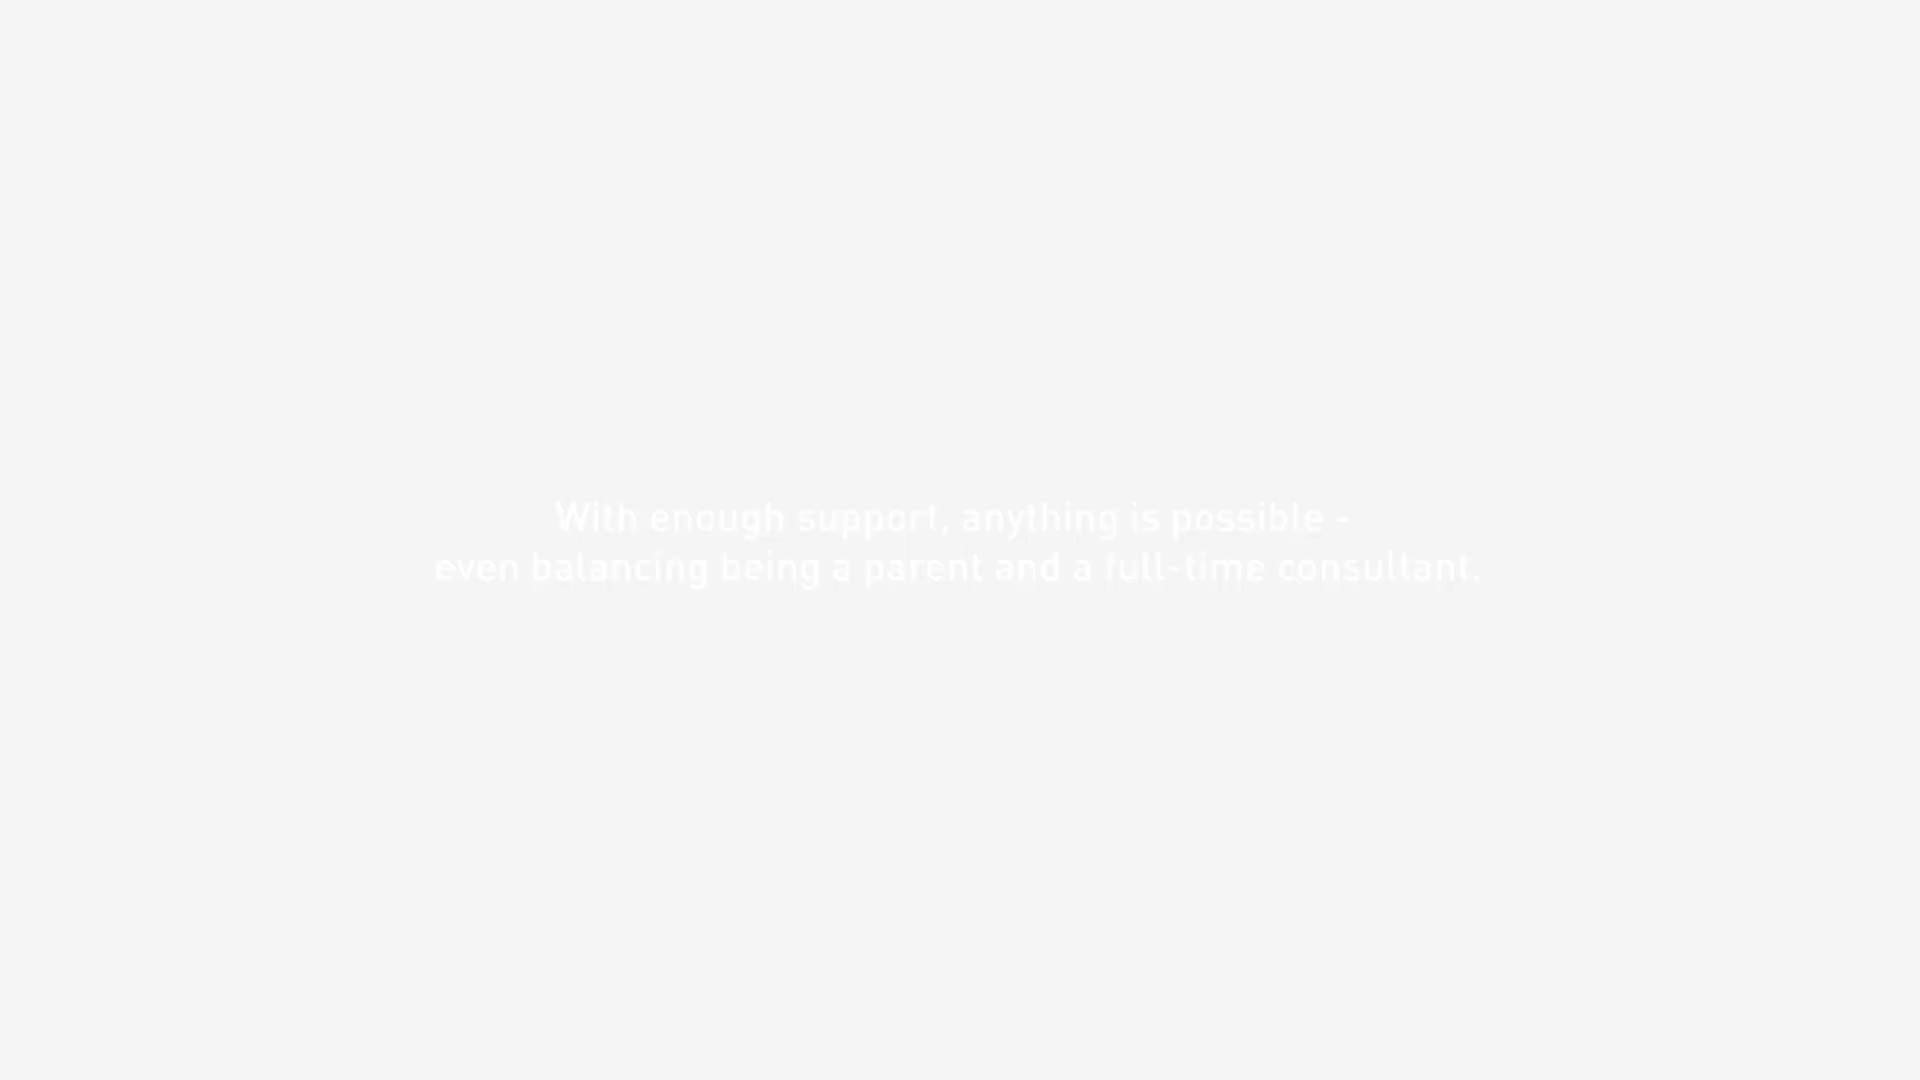 With enough support, anything is possible -
even balancing being a parent and a full-time consultant.